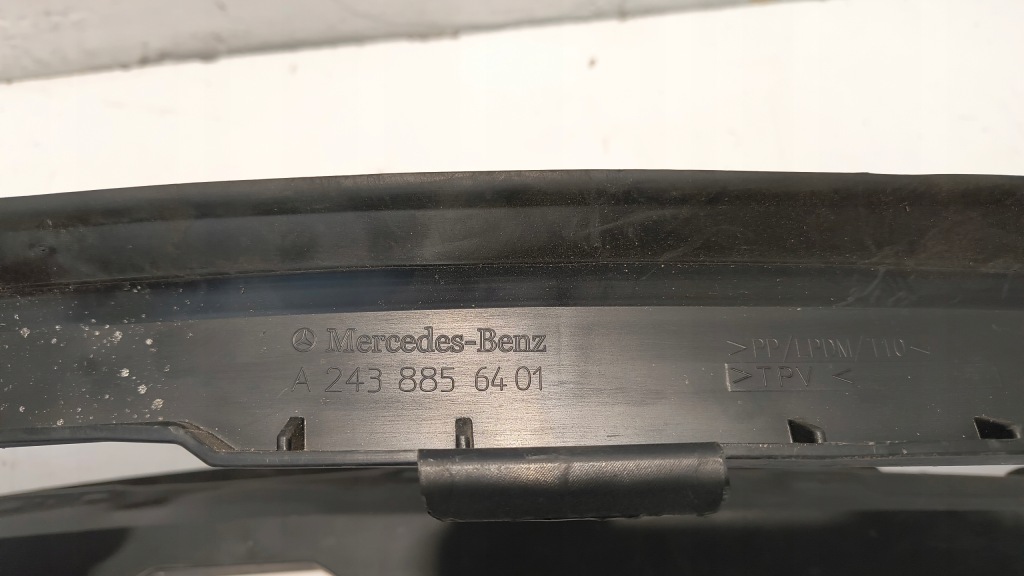 Mercedes-Benz
A 243 885 64 01
>PP/EPDM/T10<
>TPV<